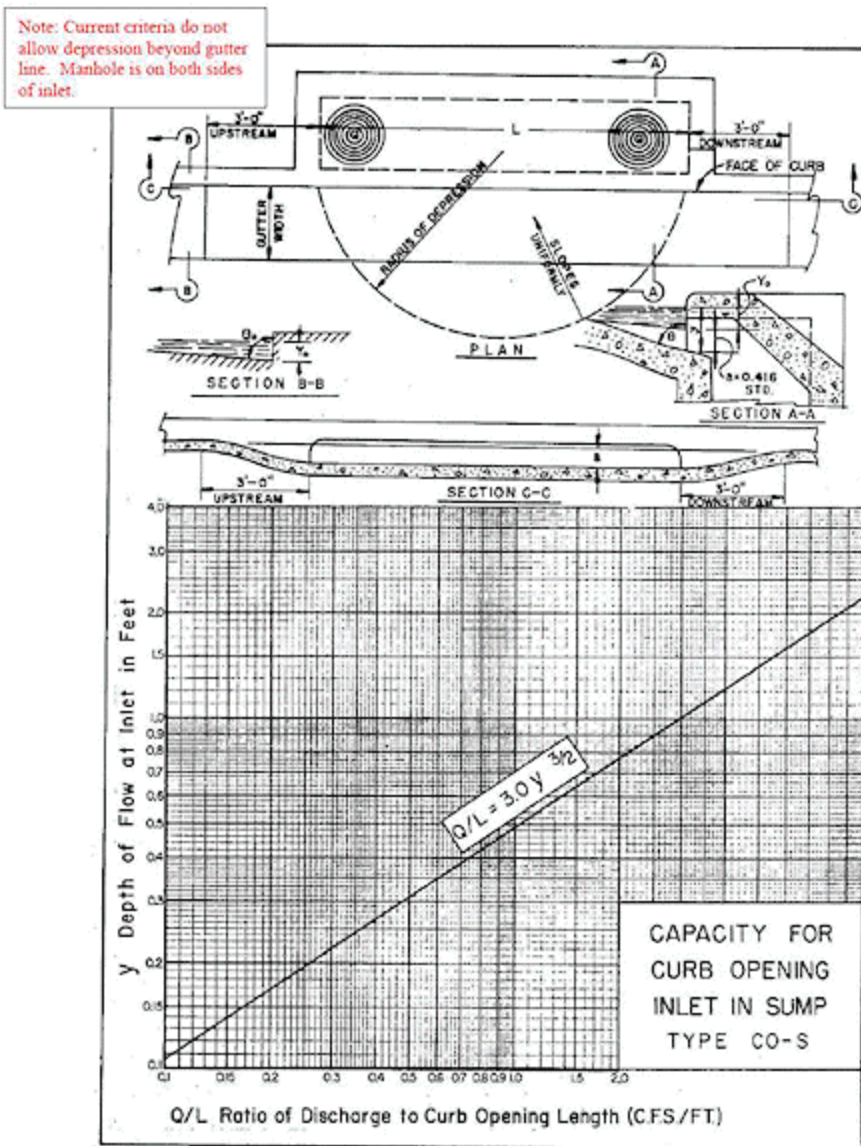 Note: Current criteria do not
allow depression beyond gutter
line. Manhole is on both sides
of inlet.
A
3'-0"
UPSTREAM
L
3'-0"
DOWNSTREAM
B
C
FACE OF CURB
C
GUTTER
WIDTH
RADIUS OF DEPRESSION
SLOPES
UNIFORMLY
B
A
PLAN
SECTION B-B
a=0.416
STD.
SECTION A-A
3'-0"
UPSTREAM
SECTION C-C
3'-0"
DOWNSTREAM
4.0
3.0
2.0
1.5
1.0
0.9
0.8
0.7
0.6
0.5
0.4
0.3
0.2
0.15
0.1
y Depth of Flow at Inlet in Feet
Q/L = 3.0 y 3/2
0.1 0.15 0.2 0.3 0.4 0.5 0.6 0.7 0.8 0.9 1.0 1.5 2.0
Q/L Ratio of Discharge to Curb Opening Length (C.F.S./FT.)
CAPACITY FOR
CURB OPENING
INLET IN SUMP
TYPE CO-S